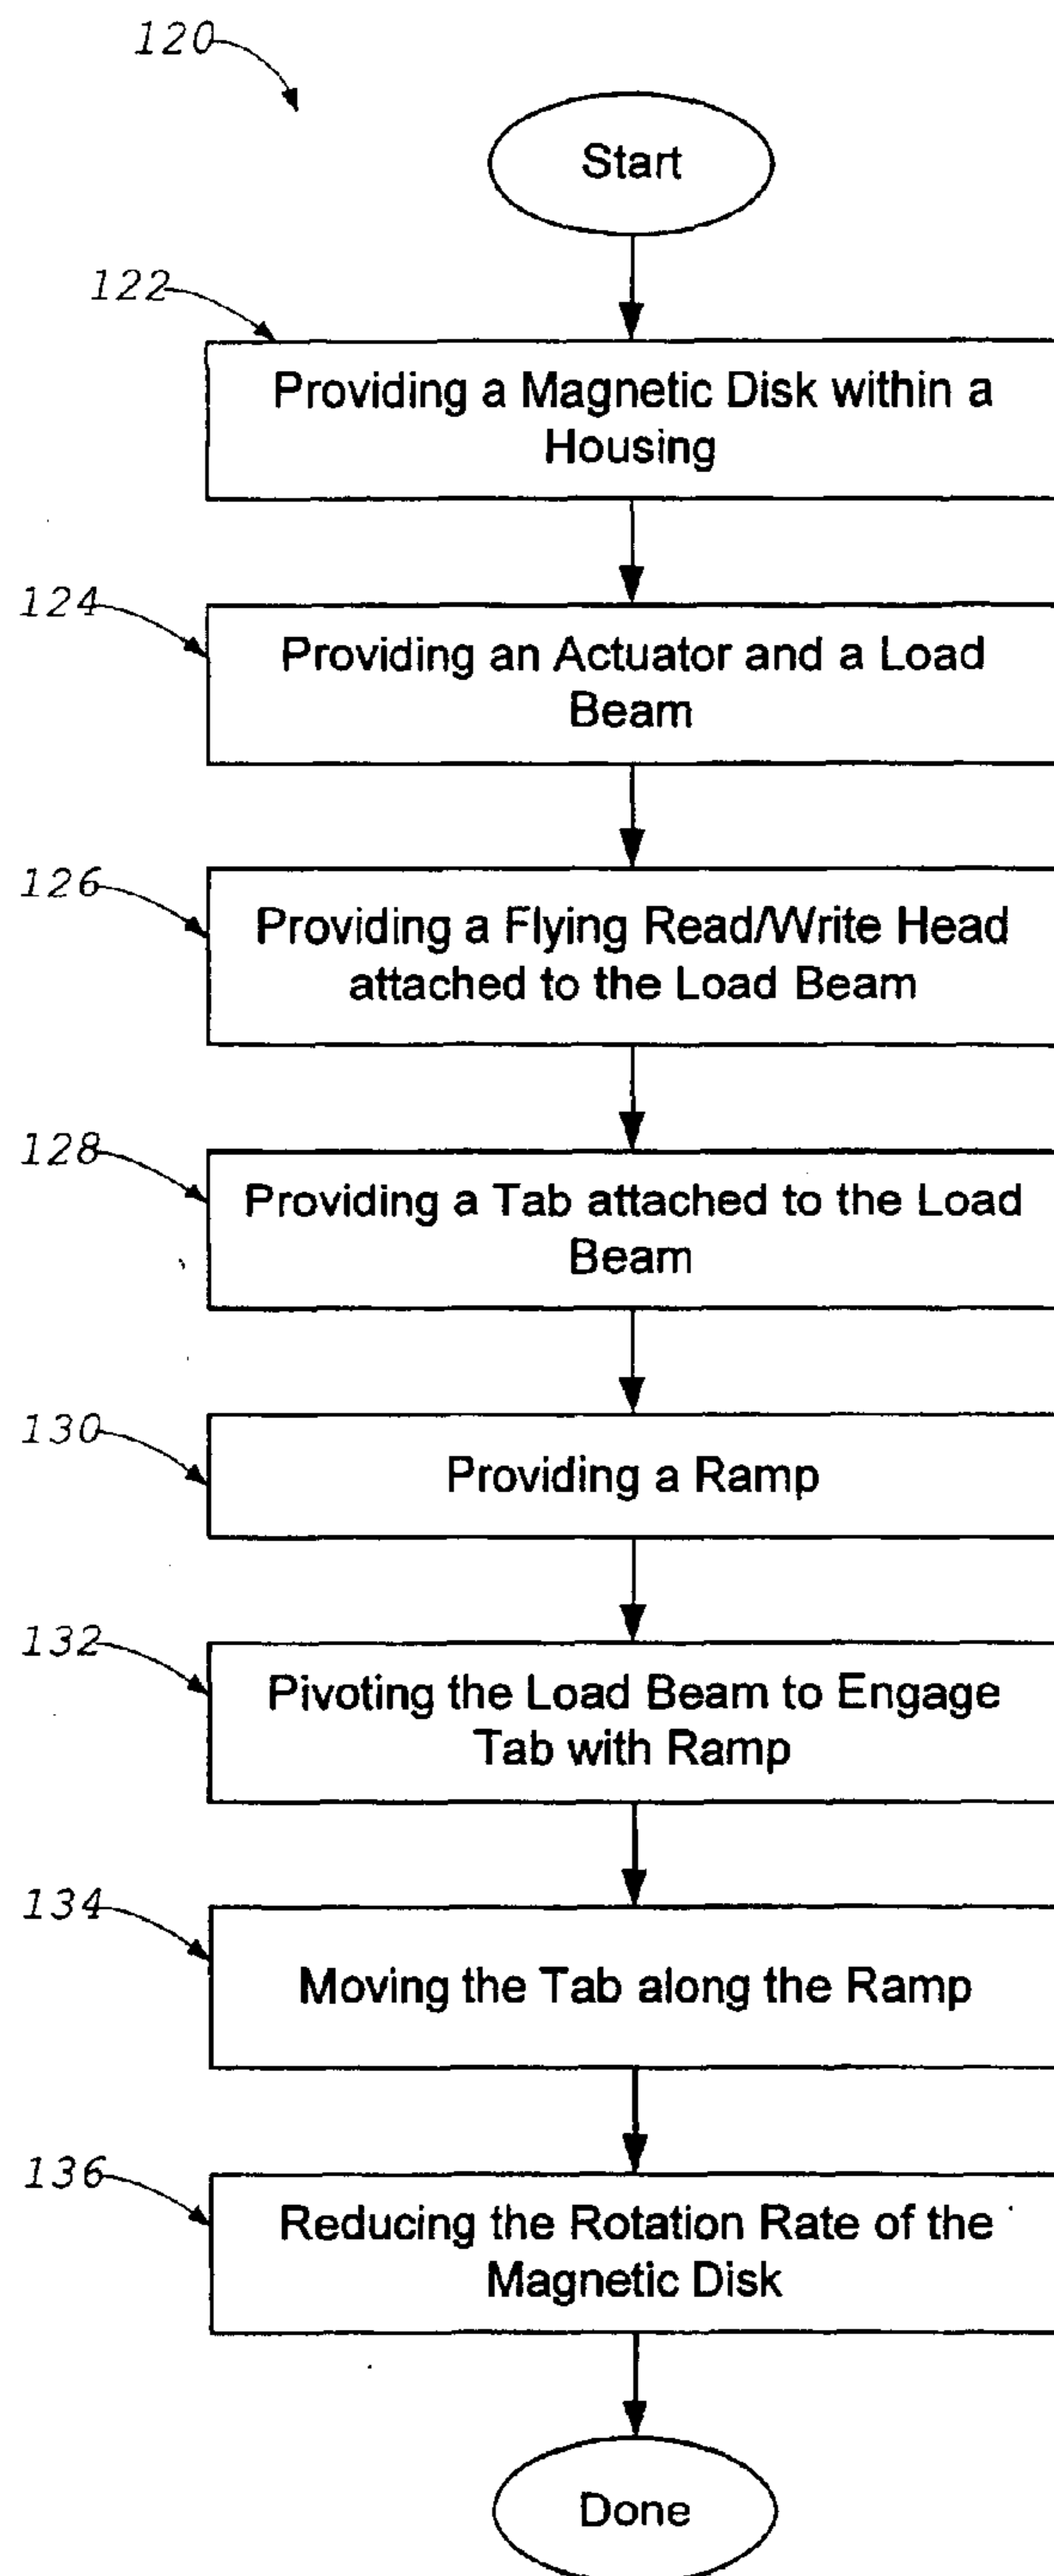 120
Start
122
Providing a Magnetic Disk within a
Housing
124
Providing an Actuator and a Load
Beam
126
Providing a Flying Read/Write Head
attached to the Load Beam
128
Providing a Tab attached to the Load
Beam
130
Providing a Ramp
132
Pivoting the Load Beam to Engage
Tab with Ramp
134
Moving the Tab along the Ramp
136
Reducing the Rotation Rate of the
Magnetic Disk
Done